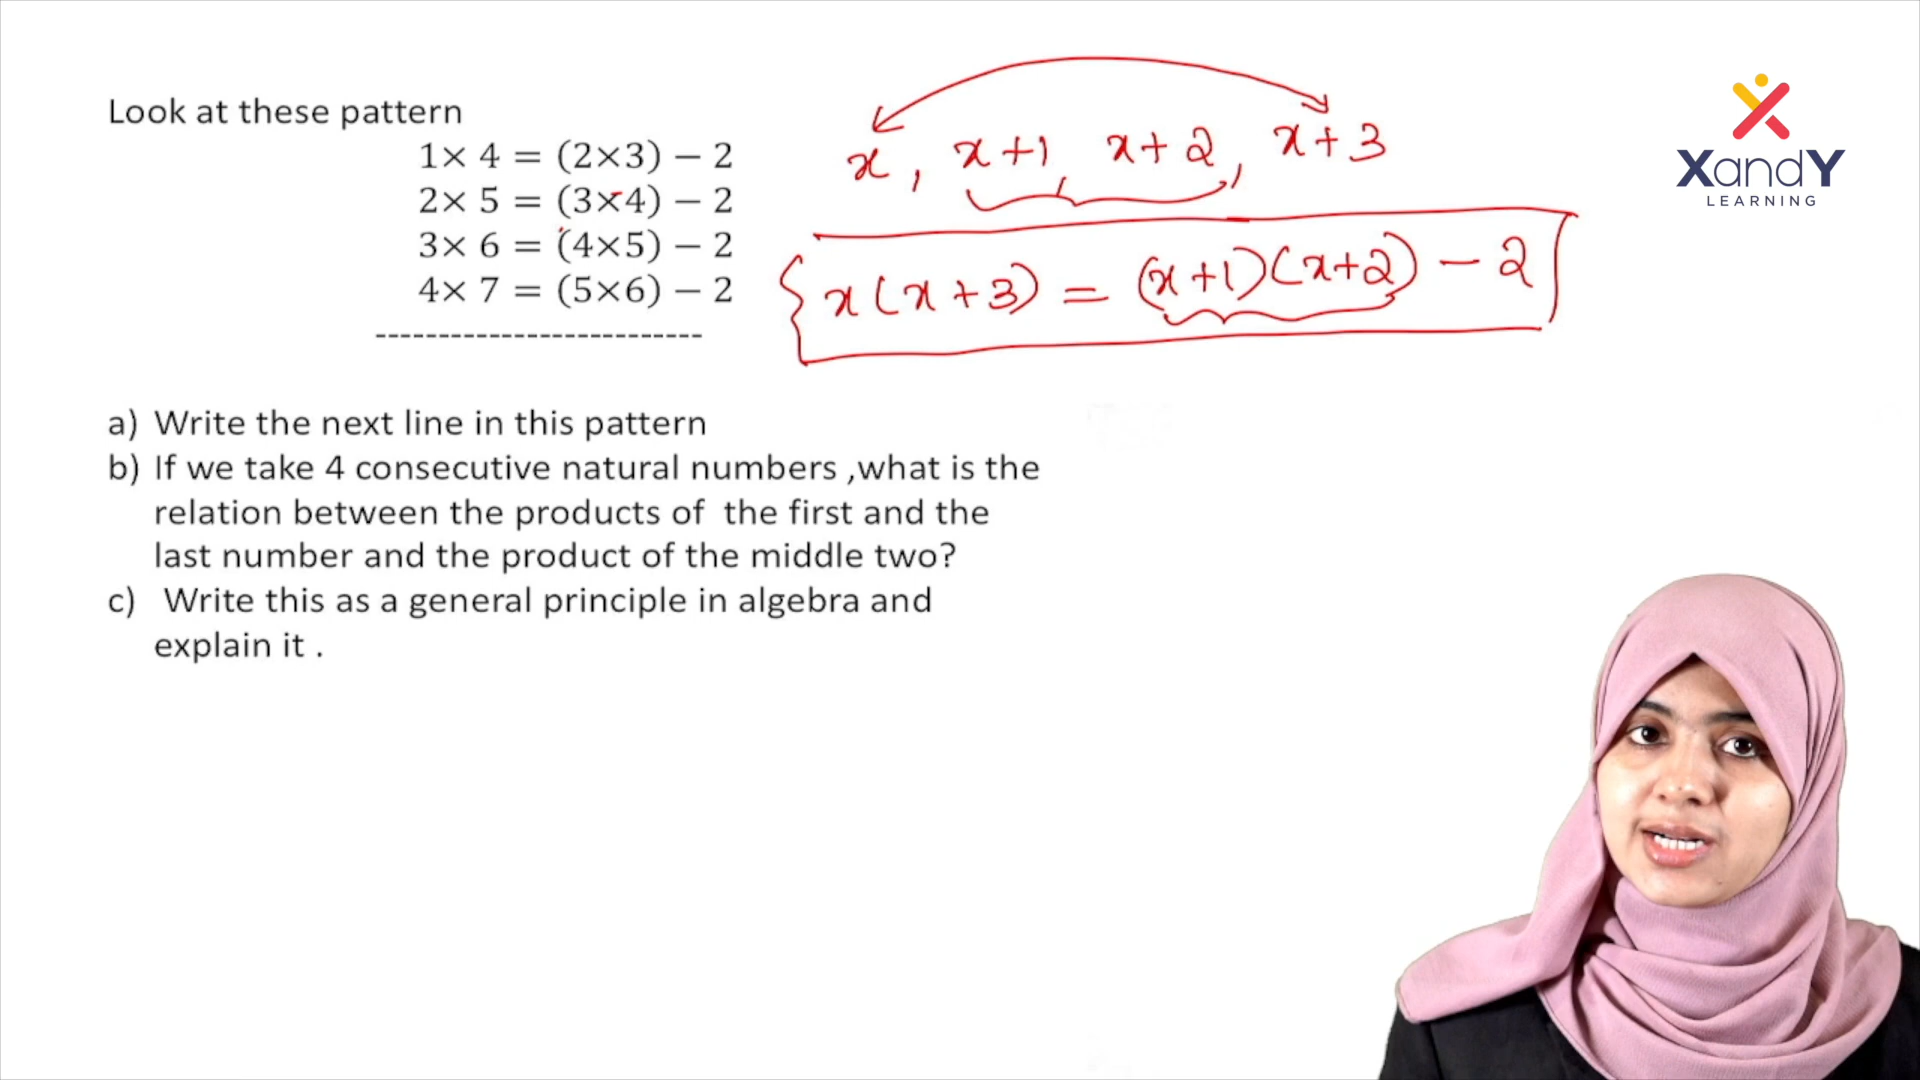 Look at these pattern
1× 4 = (2×3) − 2
2× 5 = (3×4) − 2
3× 6 = (4×5) − 2
4× 7 = (5×6) − 2
-------------------------
x, x+1 x+2, x+3
x(x+3) = (x+1)(x+2) − 2
XandY
LEARNING
a) Write the next line in this pattern
b) If we take 4 consecutive natural numbers ,what is the
relation between the products of the first and the
last number and the product of the middle two?
c) Write this as a general principle in algebra and
explain it .